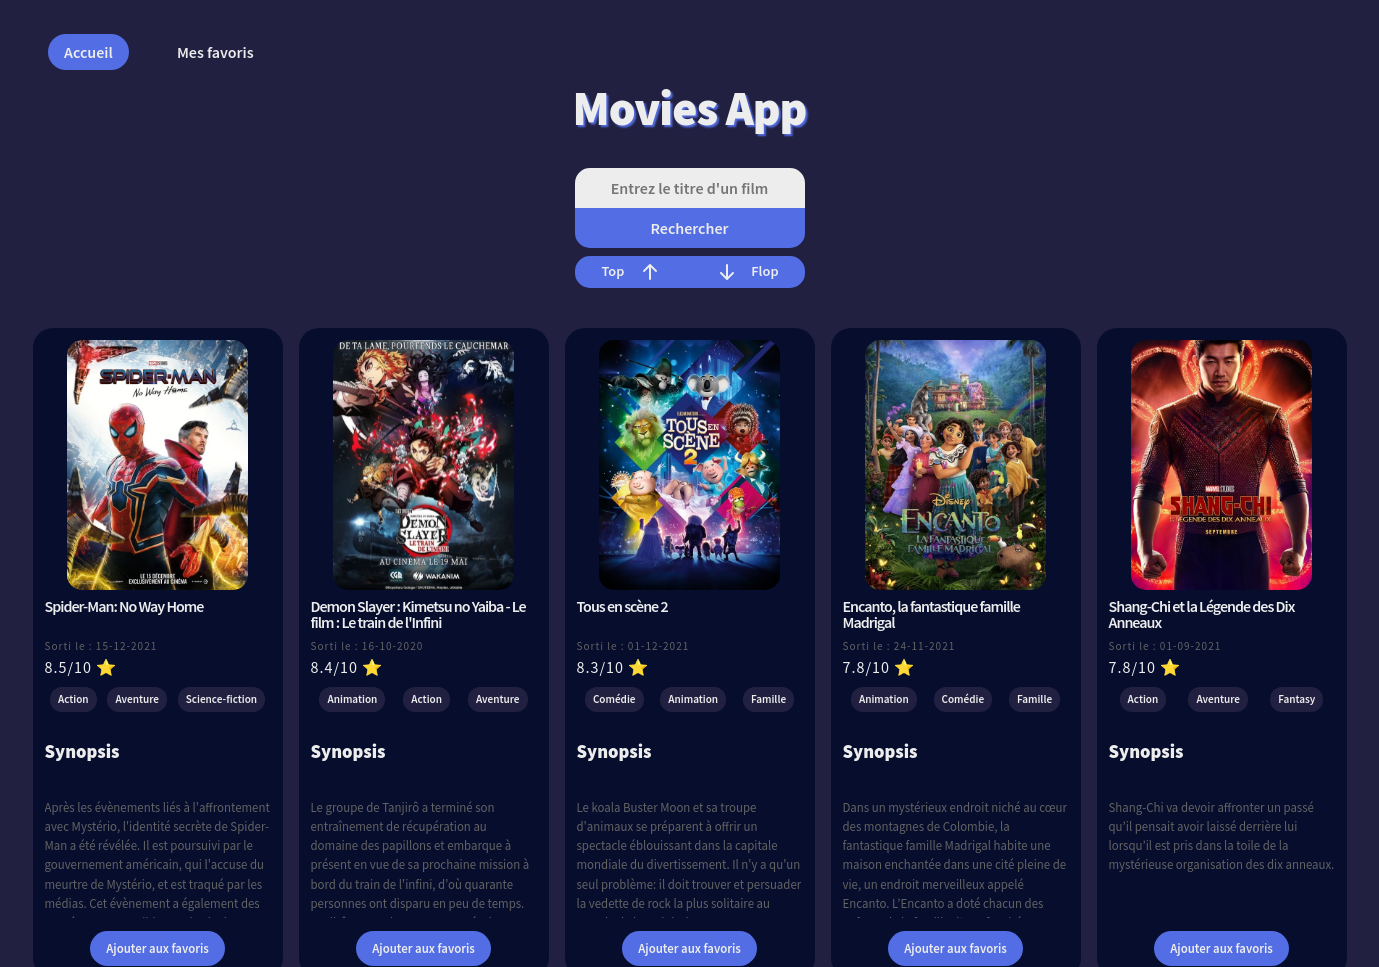 Accueil
Mes favoris
Movies App
Entrez le titre d'un film
Rechercher
Top
Flop
SPIDER-MAN
No Way Home
LE 15 DÉCEMBRE
EXCLUSIVEMENT AU CINÉMA
Spider-Man: No Way Home
Sorti le : 15-12-2021
8.5/10 ⭐
Action
Aventure
Science-fiction
Synopsis
Après les évènements liés à l'affrontement
avec Mystério, l'identité secrète de Spider-
Man a été révélée. Il est poursuivi par le
gouvernement américain, qui l'accuse du
meurtre de Mystério, et est traqué par les
médias. Cet évènement a également des
Ajouter aux favoris
DE TA LAME, POURFENDS LE CAUCHEMAR
DEMON
SLAYER
LE TRAIN
DE L'INFINI
AU CINÉMA LE 19 MAI
CGR
WAKANIM
Demon Slayer : Kimetsu no Yaiba - Le
film : Le train de l'Infini
Sorti le : 16-10-2020
8.4/10 ⭐
Animation
Action
Aventure
Synopsis
Le groupe de Tanjirô a terminé son
entraînement de récupération au
domaine des papillons et embarque à
présent en vue de sa prochaine mission à
bord du train de l'infini, d'où quarante
personnes ont disparu en peu de temps.
Ajouter aux favoris
TOUS EN
SCÈNE
2
Tous en scène 2
Sorti le : 01-12-2021
8.3/10 ⭐
Comédie
Animation
Famille
Synopsis
Le koala Buster Moon et sa troupe
d'animaux se préparent à offrir un
spectacle éblouissant dans la capitale
mondiale du divertissement. Il n'y a qu'un
seul problème: il doit trouver et persuader
la vedette de rock la plus solitaire au
Ajouter aux favoris
DISNEY
ENCANTO
LA FANTASTIQUE
FAMILLE MADRIGAL
Encanto, la fantastique famille
Madrigal
Sorti le : 24-11-2021
7.8/10 ⭐
Animation
Comédie
Famille
Synopsis
Dans un mystérieux endroit niché au cœur
des montagnes de Colombie, la
fantastique famille Madrigal habite une
maison enchantée dans une cité pleine de
vie, un endroit merveilleux appelé
Encanto. L'Encanto a doté chacun des
Ajouter aux favoris
MARVEL STUDIOS
SHANG-CHI
ET LA LÉGENDE DES DIX ANNEAUX
SEPTEMBRE
Shang-Chi et la Légende des Dix
Anneaux
Sorti le : 01-09-2021
7.8/10 ⭐
Action
Aventure
Fantasy
Synopsis
Shang-Chi va devoir affronter un passé
qu'il pensait avoir laissé derrière lui
lorsqu'il est pris dans la toile de la
mystérieuse organisation des dix anneaux.
Ajouter aux favoris